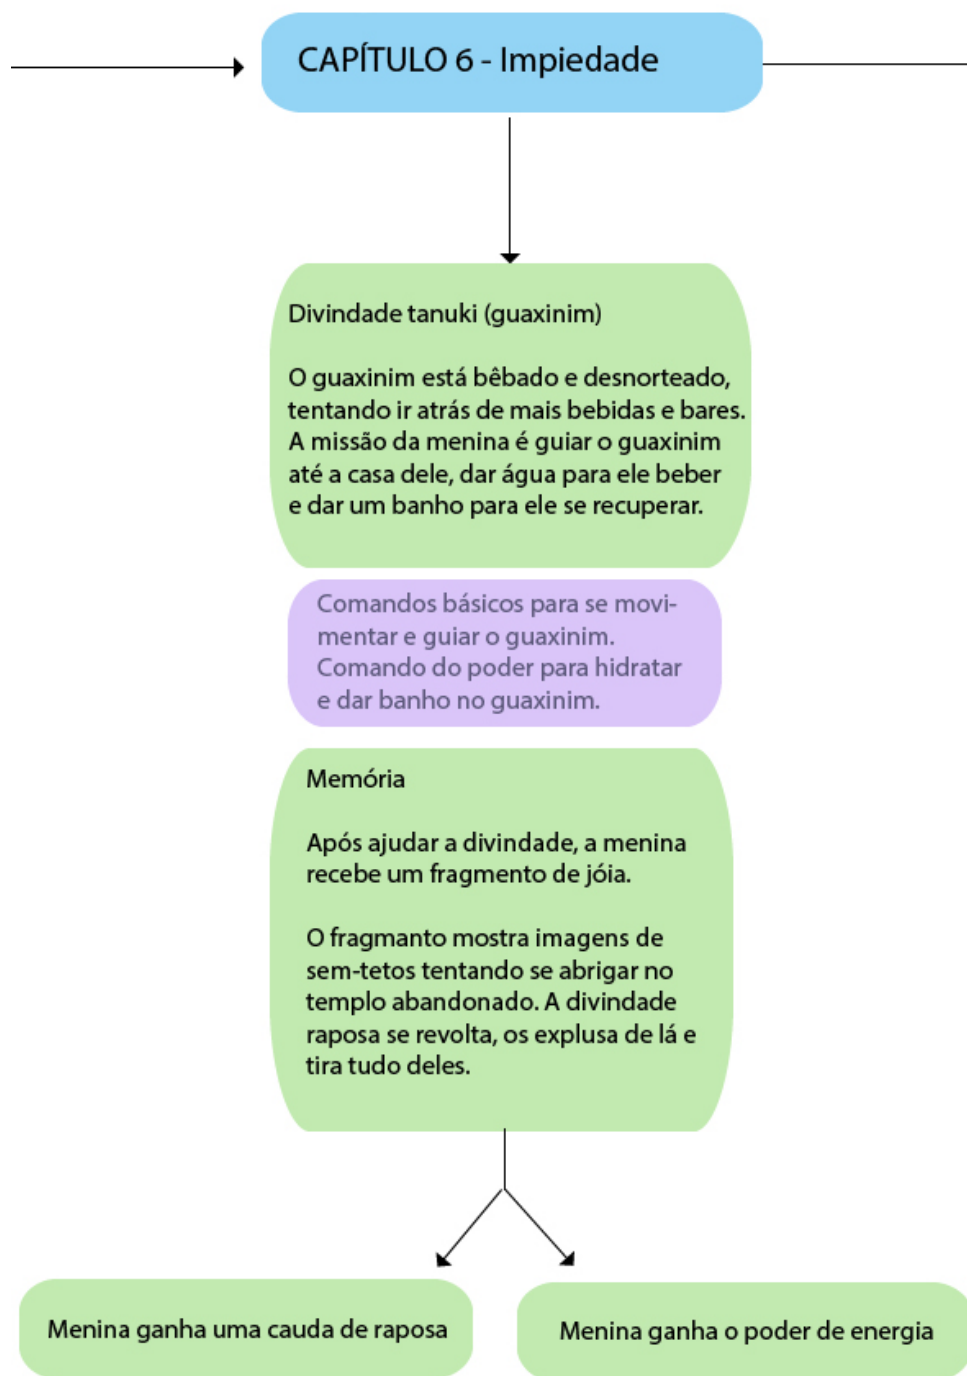 CAPÍTULO 6 - Impiedade
Divindade tanuki (guaxinim)
O guaxinim está bêbado e desnorteado,
tentando ir atrás de mais bebidas e bares.
A missão da menina é guiar o guaxinim
até a casa dele, dar água para ele beber
e dar um banho para ele se recuperar.
Comandos básicos para se movi-
mentar e guiar o guaxinim.
Comando do poder para hidratar
e dar banho no guaxinim.
Memória
Após ajudar a divindade, a menina
recebe um fragmento de jóia.
O fragmanto mostra imagens de
sem-tetos tentando se abrigar no
templo abandonado. A divindade
raposa se revolta, os explusa de lá e
tira tudo deles.
Menina ganha uma cauda de raposa
Menina ganha o poder de energia